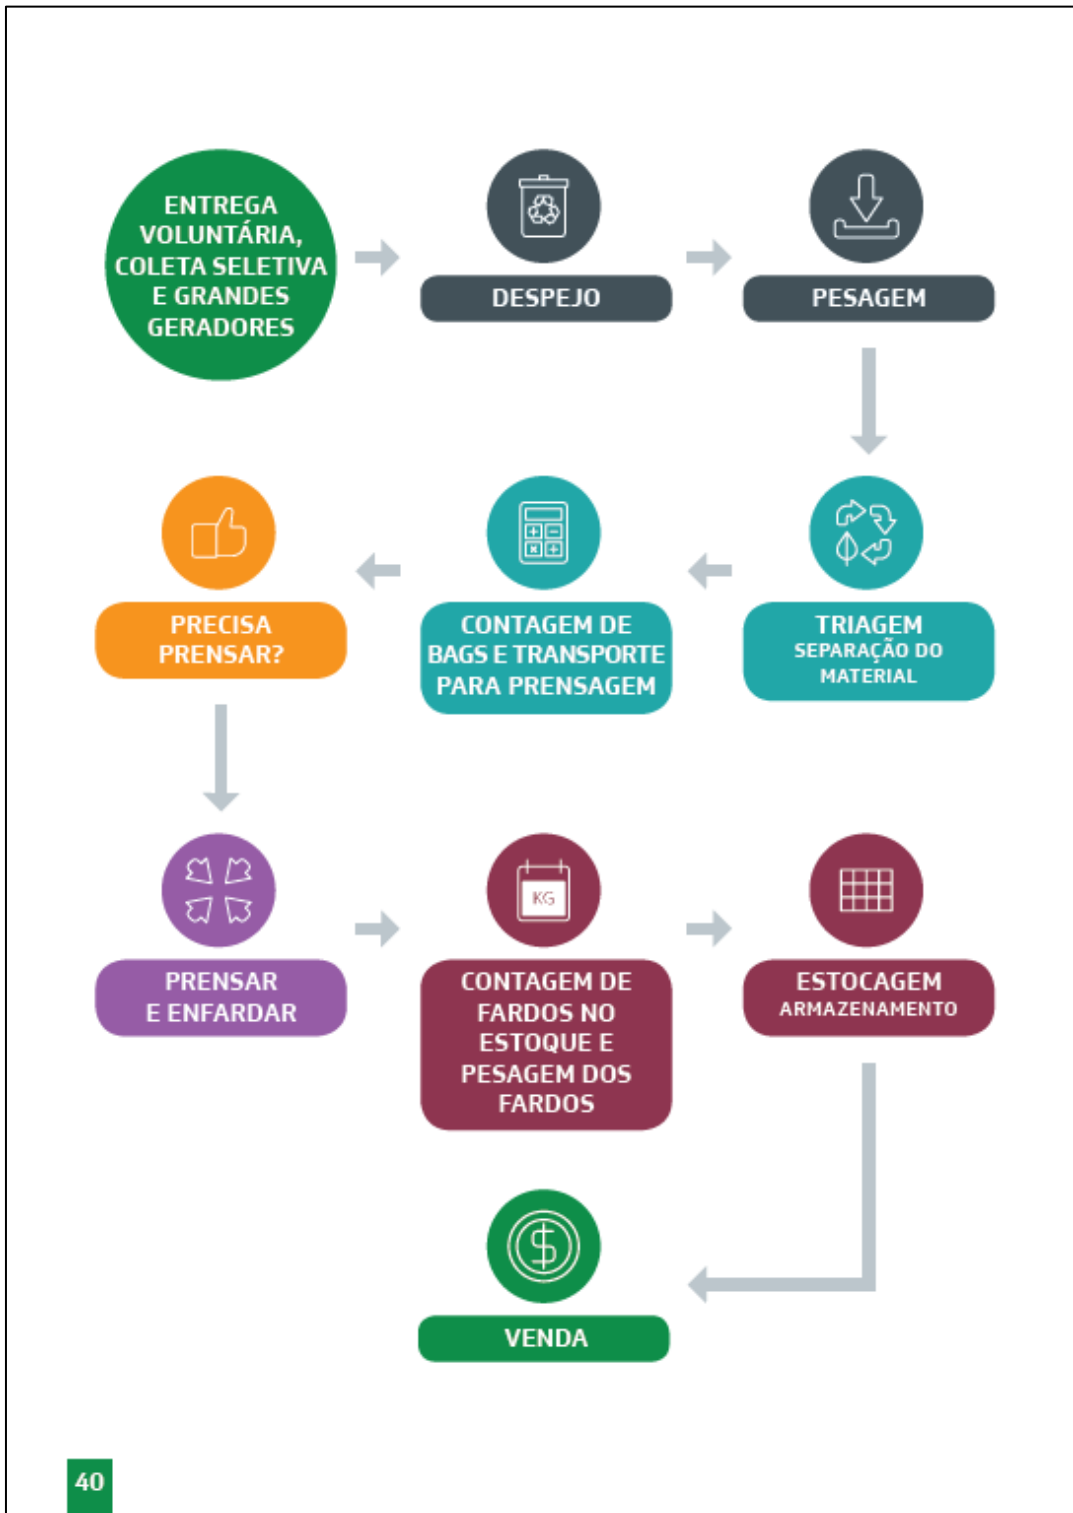 ENTREGA
VOLUNTÁRIA,
COLETA SELETIVA
E GRANDES
GERADORES
DESPEJO
PESAGEM
PRECISA
PRENSAR?
CONTAGEM DE
BAGS E TRANSPORTE
PARA PRENSAGEM
TRIAGEM
SEPARAÇÃO DO
MATERIAL
PRENSAR
E ENFARDAR
KG
CONTAGEM DE
FARDOS NO
ESTOQUE E
PESAGEM DOS
FARDOS
ESTOCAGEM
ARMAZENAMENTO
VENDA
40